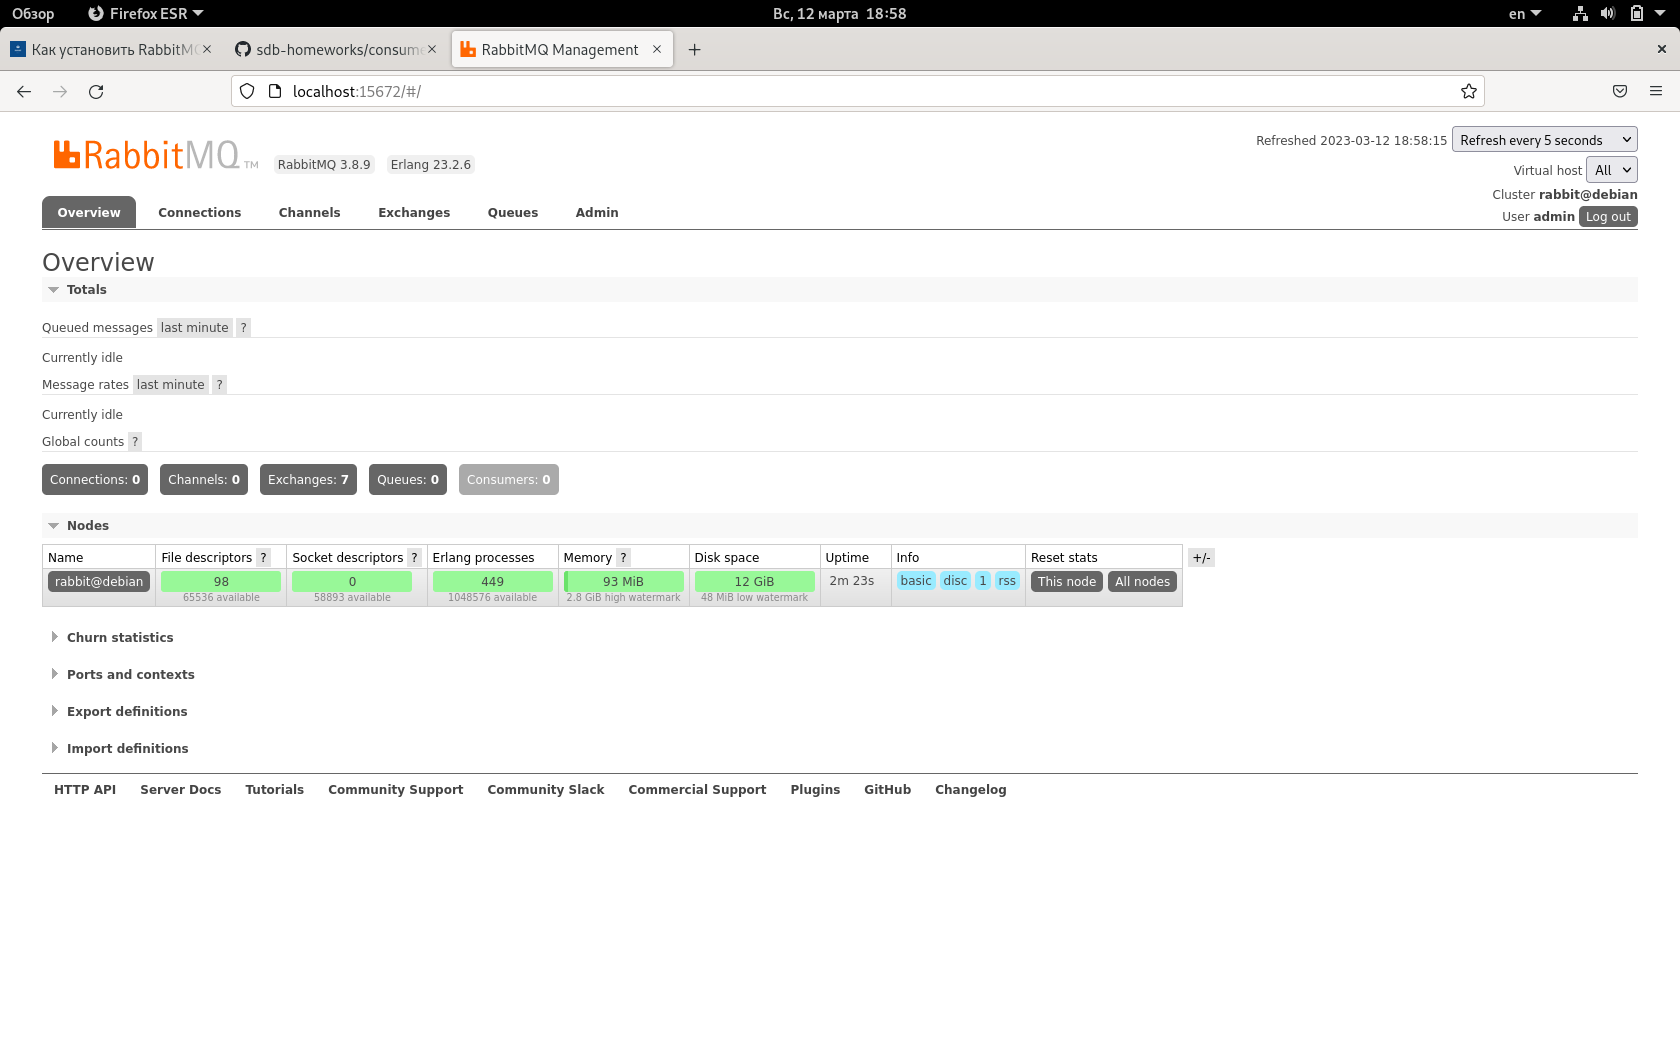 Обзор Firefox ESR Вс, 12 марта 18:58 en
Как установить RabbitM sdb-homeworks/consum RabbitMQ Management
localhost:15672/#/
Refreshed 2023-03-12 18:58:15 Refresh every 5 seconds
RabbitMQ TM RabbitMQ 3.8.9 Erlang 23.2.6
Virtual host All
Cluster rabbit@debian
User admin Log out
Overview Connections Channels Exchanges Queues Admin
Overview
Totals
Queued messages last minute ?
Currently idle
Message rates last minute ?
Currently idle
Global counts ?
Connections: 0 Channels: 0 Exchanges: 7 Queues: 0 Consumers: 0
Nodes
Name File descriptors ? Socket descriptors ? Erlang processes Memory ? Disk space Uptime Info Reset stats +/-
rabbit@debian 98 0 449 93 MiB 12 GiB 2m 23s basic disc 1 rss This node All nodes
65536 available 58893 available 1048576 available 2.8 GiB high watermark 48 MiB low watermark
Churn statistics
Ports and contexts
Export definitions
Import definitions
HTTP API Server Docs Tutorials Community Support Community Slack Commercial Support Plugins GitHub Changelog